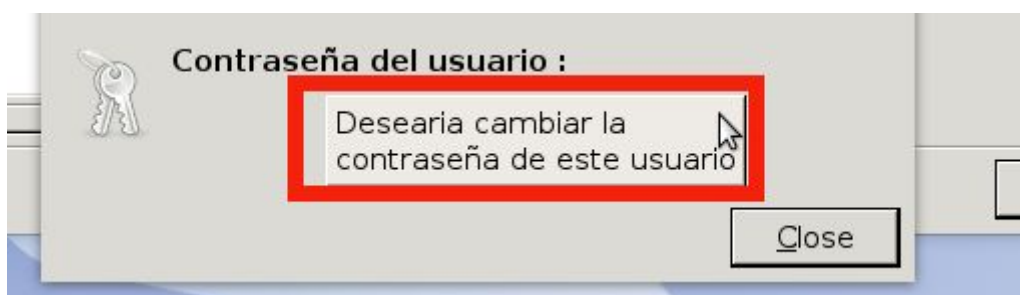 Contraseña del usuario :
Desearia cambiar la
contraseña de este usuario
Close